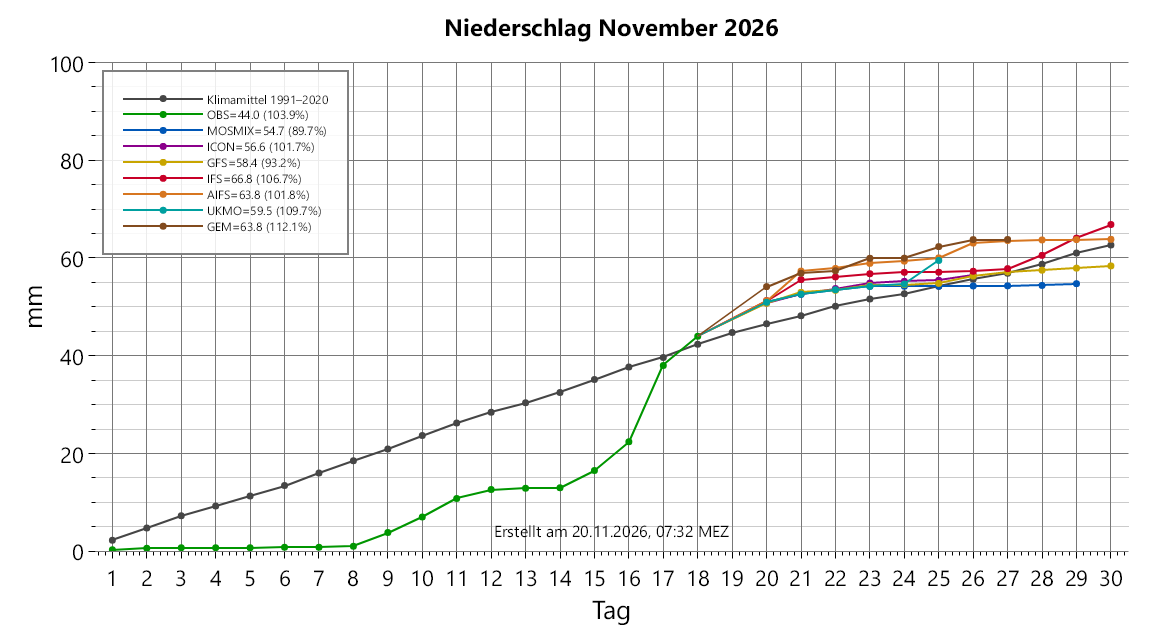 Niederschlag November 2026
mm
100
80
60
40
20
0
Klimamittel 1991–2020
OBS=44.0 (103.9%)
MOSMIX=54.7 (89.7%)
ICON=56.6 (101.7%)
GFS=58.4 (93.2%)
IFS=66.8 (106.7%)
AIFS=63.8 (101.8%)
UKMO=59.5 (109.7%)
GEM=63.8 (112.1%)
Erstellt am 20.11.2026, 07:32 MEZ
1 2 3 4 5 6 7 8 9 10 11 12 13 14 15 16 17 18 19 20 21 22 23 24 25 26 27 28 29 30
Tag